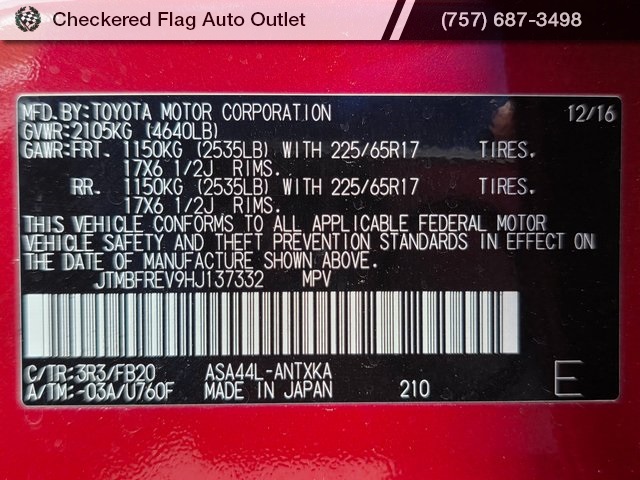 Checkered Flag Auto Outlet
(757) 687-3498
MFD.BY:TOYOTA MOTOR CORPORATION 12/16
GVWR:2105KG (4640LB)
GAWR:FRT. 1150KG (2535LB) WITH 225/65R17 TIRES.
17X6 1/2J RIMS.
RR. 1150KG (2535LB) WITH 225/65R17 TIRES.
17X6 1/2J RIMS.
THIS VEHICLE CONFORMS TO ALL APPLICABLE FEDERAL MOTOR
VEHICLE SAFETY AND THEFT PREVENTION STANDARDS IN EFFECT ON
THE DATE OF MANUFACTURE SHOWN ABOVE.
JTMBFREV9HJ137332 MPV
C/TR:3R3/FB20 ASA44L-ANTXKA
A/TM:-03A/U760F MADE IN JAPAN 210 E